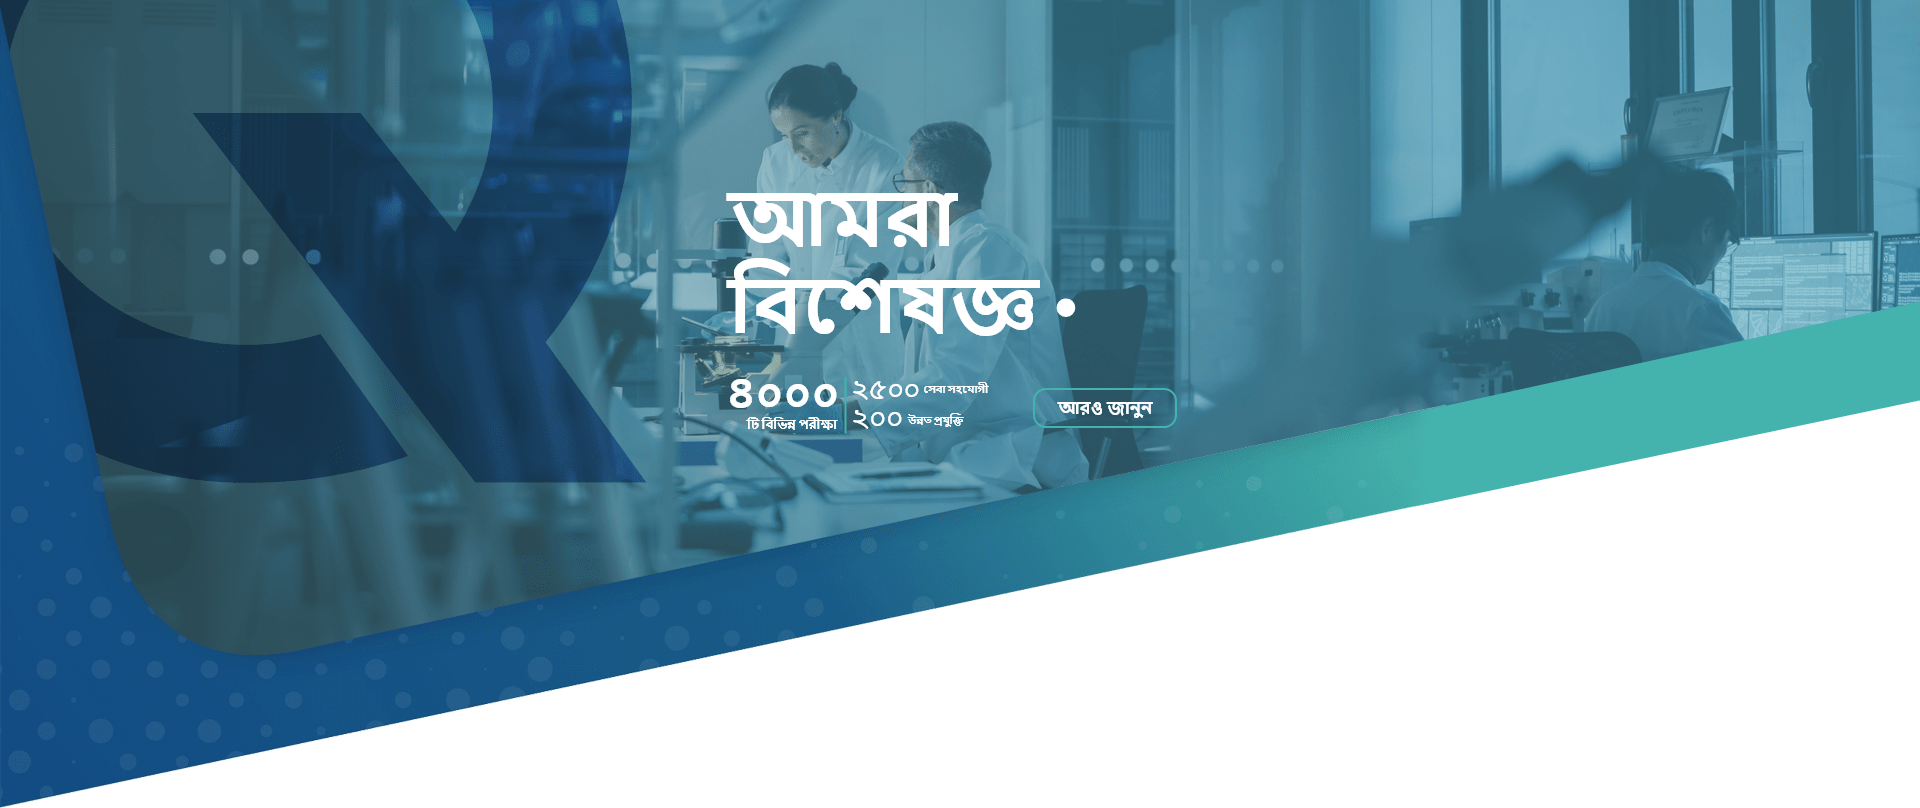 আমরা
বিশেষজ্ঞ •
৪০০০
টি বিভিন্ন পরীক্ষা
২৫০০ সেবা সহযোগী
২০০ উন্নত প্রযুক্তি
আরও জানুন